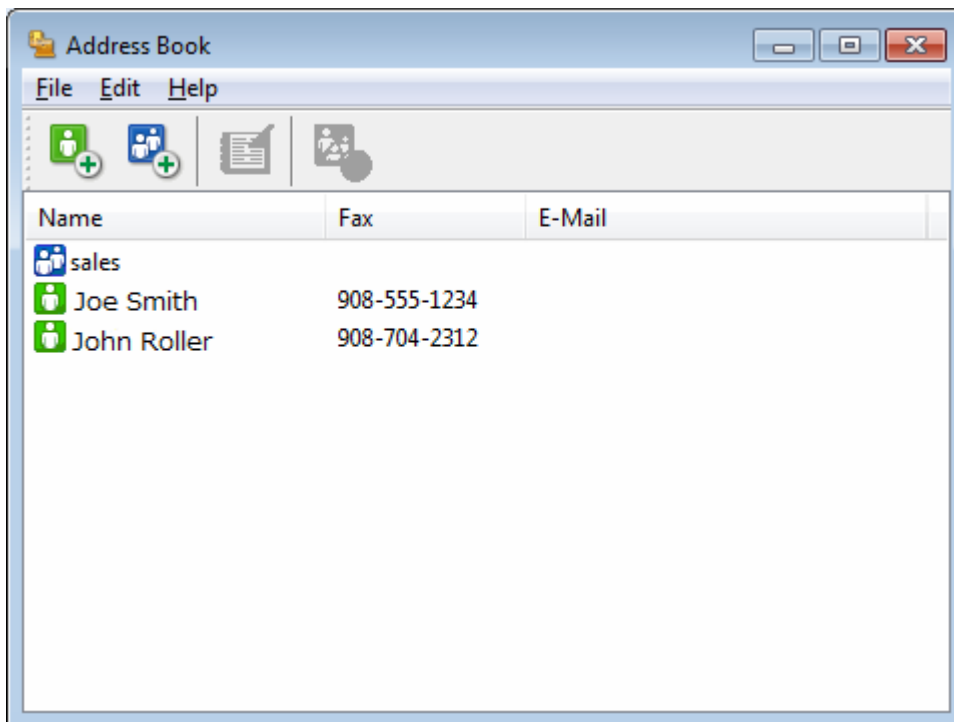 Address Book
File Edit Help
Name Fax E-Mail
sales
Joe Smith 908-555-1234
John Roller 908-704-2312